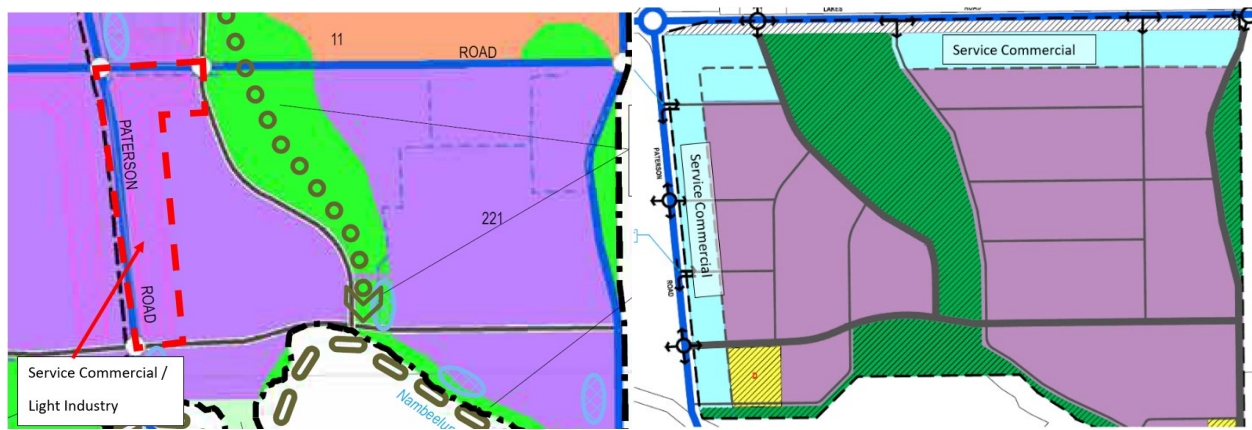 11
ROAD
PATERSON
221
ROAD
Service Commercial /
Light Industry
Nambeelup
LAKES
ROAD
Service Commercial
PATERSON
Service Commercial
ROAD